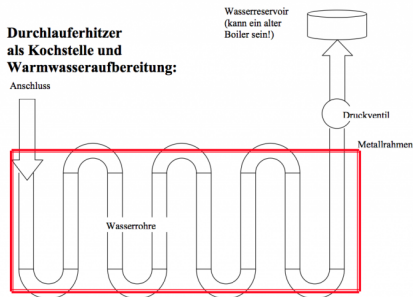 Durchlauferhitzer
als Kochstelle und
Warmwasseraufbereitung:
Anschluss
Wasserreservoir
(kann ein alter
Boiler sein!)
Druckventil
Metallrahmen
Wasserrohre